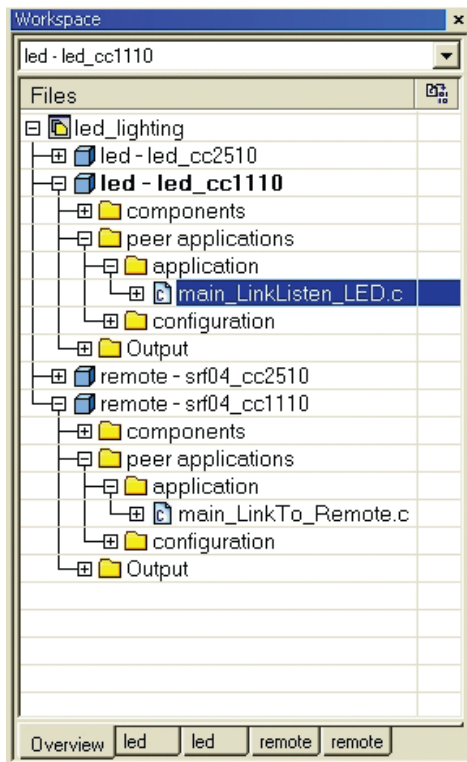 Workspace
led - led_cc1110
Files
led_lighting
led - led_cc2510
led - led_cc1110
components
peer applications
application
main_LinkListen_LED.c
configuration
Output
remote - srf04_cc2510
remote - srf04_cc1110
components
peer applications
application
main_LinkTo_Remote.c
configuration
Output
Overview led led remote remote